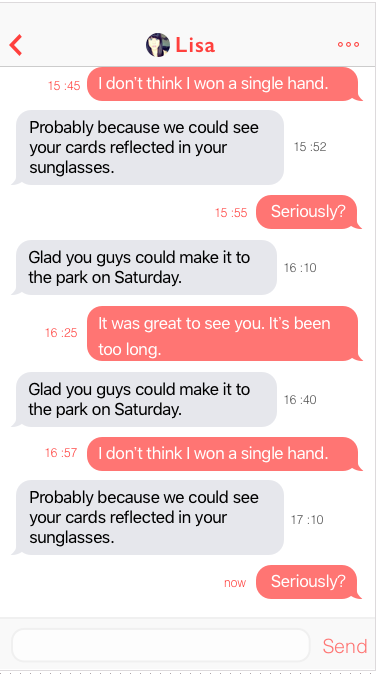 Lisa
15 :45
I don't think I won a single hand.
Probably because we could see
your cards reflected in your
sunglasses.
15 :52
15 :55
Seriously?
Glad you guys could make it to
the park on Saturday.
16 :10
16 :25
It was great to see you. It's been
too long.
Glad you guys could make it to
the park on Saturday.
16 :40
16 :57
I don't think I won a single hand.
Probably because we could see
your cards reflected in your
sunglasses.
17 :10
now
Seriously?
Send